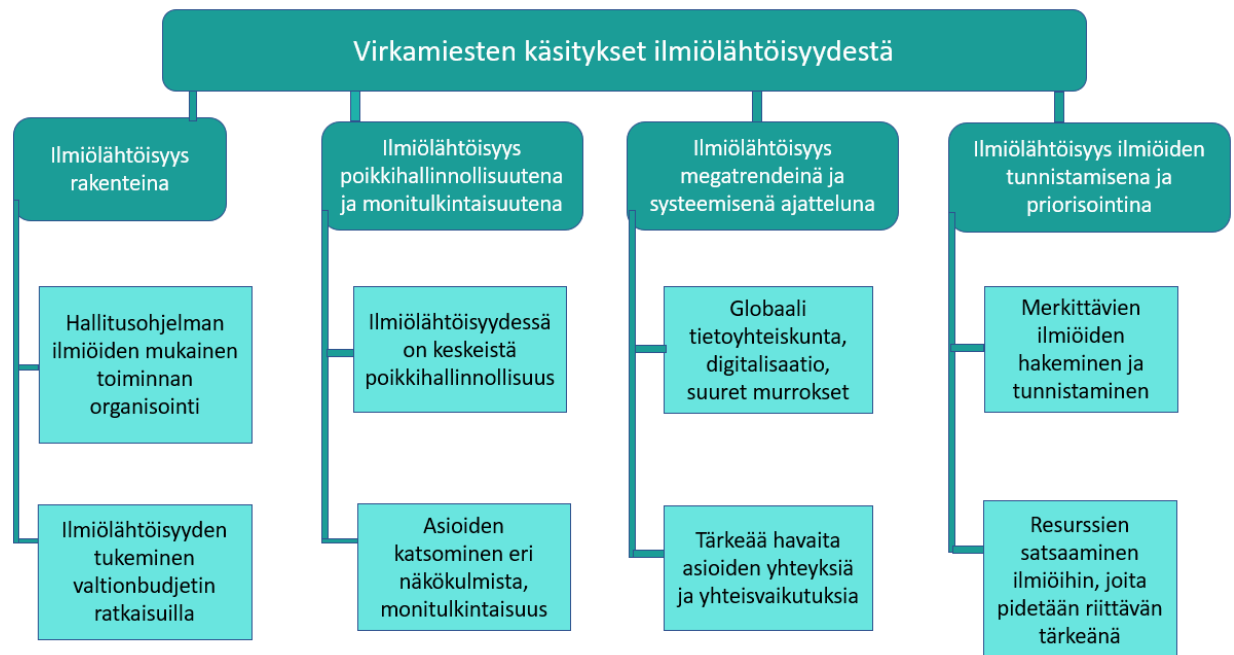 Virkamiesten käsitykset ilmiölähtöisyydestä
Ilmiölähtöisyys
rakenteina
Hallitusohjelman
ilmiöiden mukainen
toiminnan
organisointi
Ilmiölähtöisyyden
tukeminen
valtionbudjetin
ratkaisuilla
Ilmiölähtöisyys
poikkihallinnollisuutena
ja monitulkintaisuutena
Ilmiölähtöisyydessä
on keskeistä
poikkihallinnollisuus
Asioiden
katsominen eri
näkökulmista,
monitulkintaisuus
Ilmiölähtöisyys
megatrendeinä ja
systeemisenä ajatteluna
Globaali
tietoyhteiskunta,
digitalisaatio,
suuret murrokset
Tärkeää havaita
asioiden yhteyksiä
ja yhteisvaikutuksia
Ilmiölähtöisyys ilmiöiden
tunnistamisena ja
priorisointina
Merkittävien
ilmiöiden
hakeminen ja
tunnistaminen
Resurssien
satsaaminen
ilmiöihin, joita
pidetään riittävän
tärkeänä